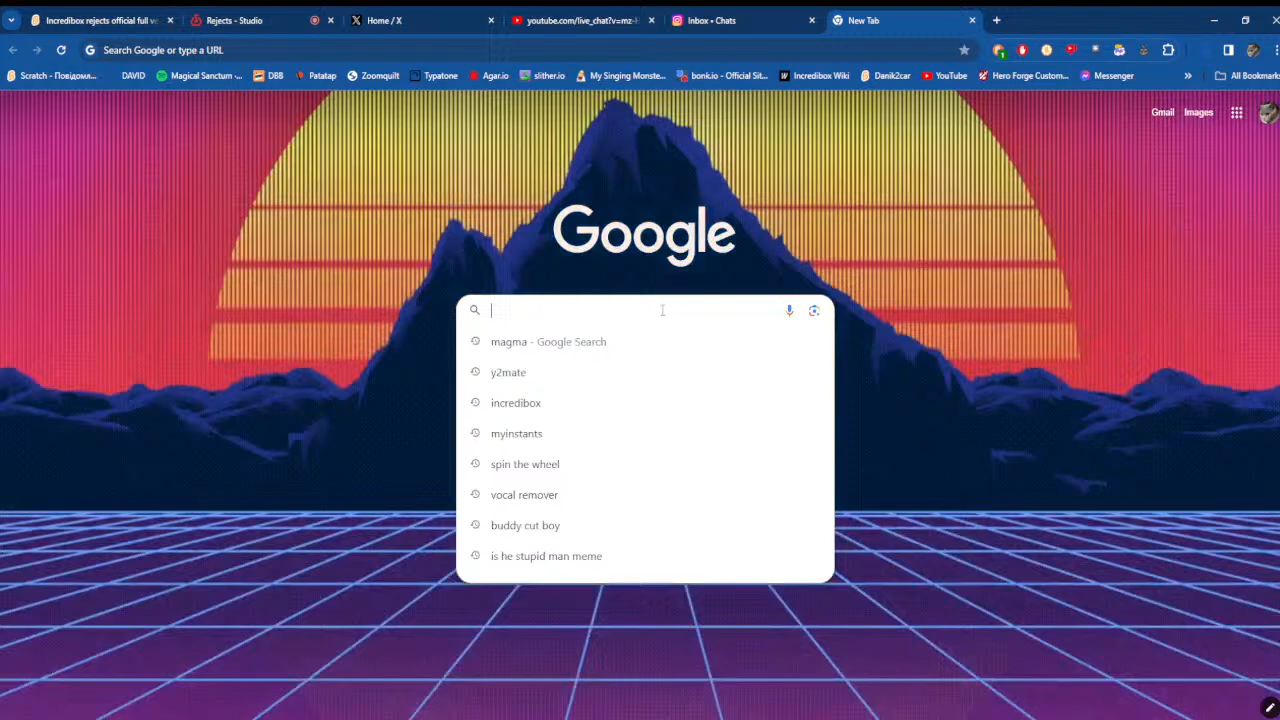 Incredibox rejects official full ve
Rejects - Studio
Home / X
youtube.com/live_chat?v=mz-
Inbox • Chats
New Tab
Search Google or type a URL
Scratch - Повідомл...
DAVID
Magical Sanctum -...
DBB
Patatap
Zoomquilt
Typatone
Agar.io
slither.io
My Singing Monste...
bonk.io - Official Sit...
Incredibox Wiki
Danik2car
YouTube
Hero Forge Custom...
Messenger
All Bookmarks
Gmail
Images
Google
magma - Google Search
y2mate
incredibox
myinstants
spin the wheel
vocal remover
buddy cut boy
is he stupid man meme